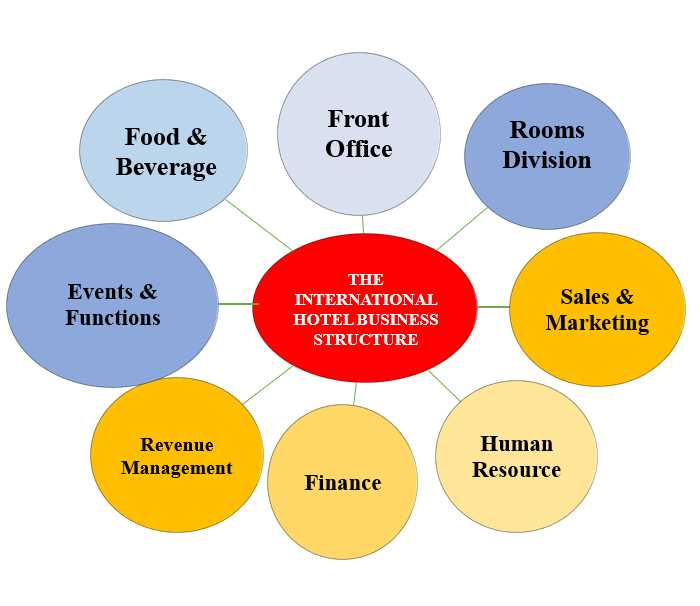 Food &
Beverage
Front
Office
Rooms
Division
Events &
Functions
THE
INTERNATIONAL
HOTEL BUSINESS
STRUCTURE
Sales &
Marketing
Revenue
Management
Finance
Human
Resource